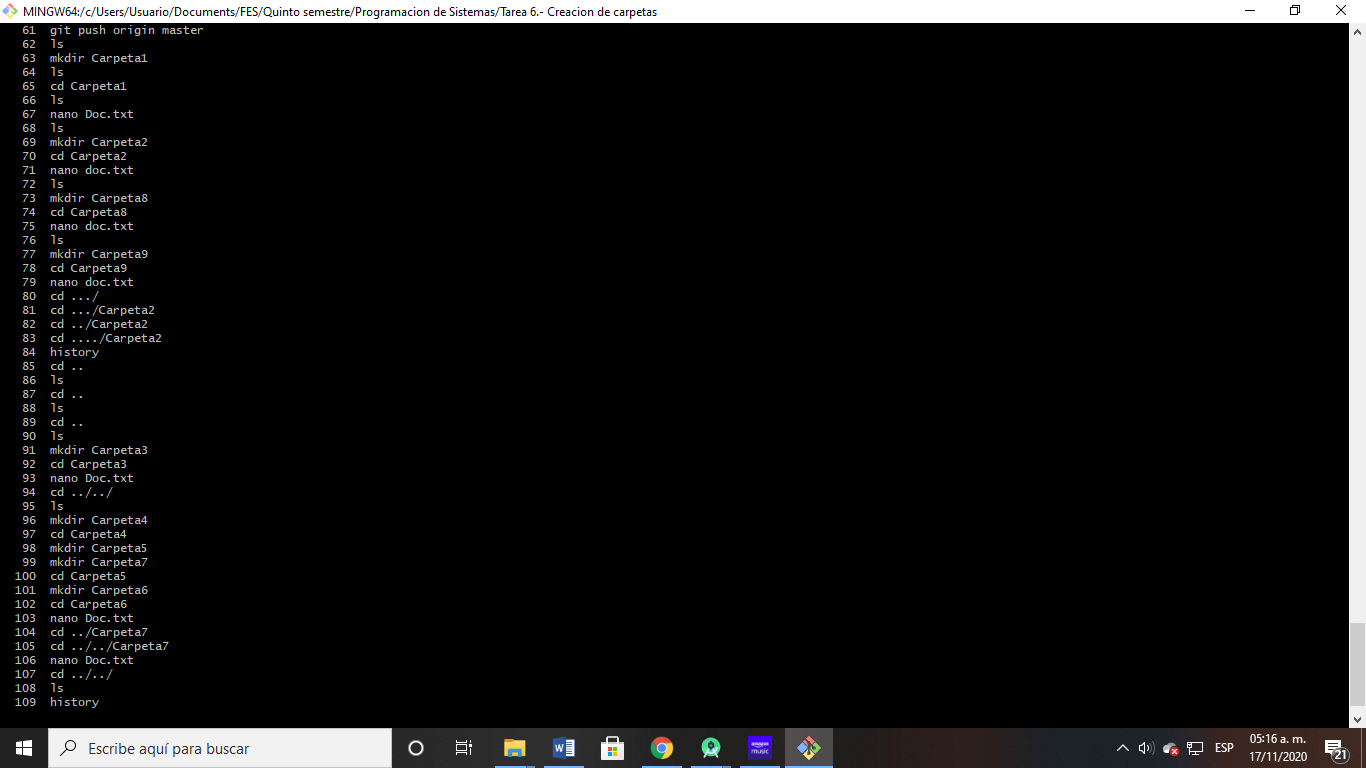 MINGW64:/c/Users/Usuario/Documents/FES/Quinto semestre/Programacion de Sistemas/Tarea 6.- Creacion de carpetas
61 git push origin master
62 ls
63 mkdir Carpeta1
64 ls
65 cd Carpeta1
66 ls
67 nano Doc.txt
68 ls
69 mkdir Carpeta2
70 cd Carpeta2
71 nano doc.txt
72 ls
73 mkdir Carpeta8
74 cd Carpeta8
75 nano doc.txt
76 ls
77 mkdir Carpeta9
78 cd Carpeta9
79 nano doc.txt
80 cd .../
81 cd .../Carpeta2
82 cd ../Carpeta2
83 cd ..../Carpeta2
84 history
85 cd ..
86 ls
87 cd ..
88 ls
89 cd ..
90 ls
91 mkdir Carpeta3
92 cd Carpeta3
93 nano Doc.txt
94 cd ../../
95 ls
96 mkdir Carpeta4
97 cd Carpeta4
98 mkdir Carpeta5
99 mkdir Carpeta7
100 cd Carpeta5
101 mkdir Carpeta6
102 cd Carpeta6
103 nano Doc.txt
104 cd ../Carpeta7
105 cd ../../Carpeta7
106 nano Doc.txt
107 cd ../../
108 ls
109 history
Escribe aquí para buscar
amazon music
ESP
05:16 a. m.
17/11/2020
21